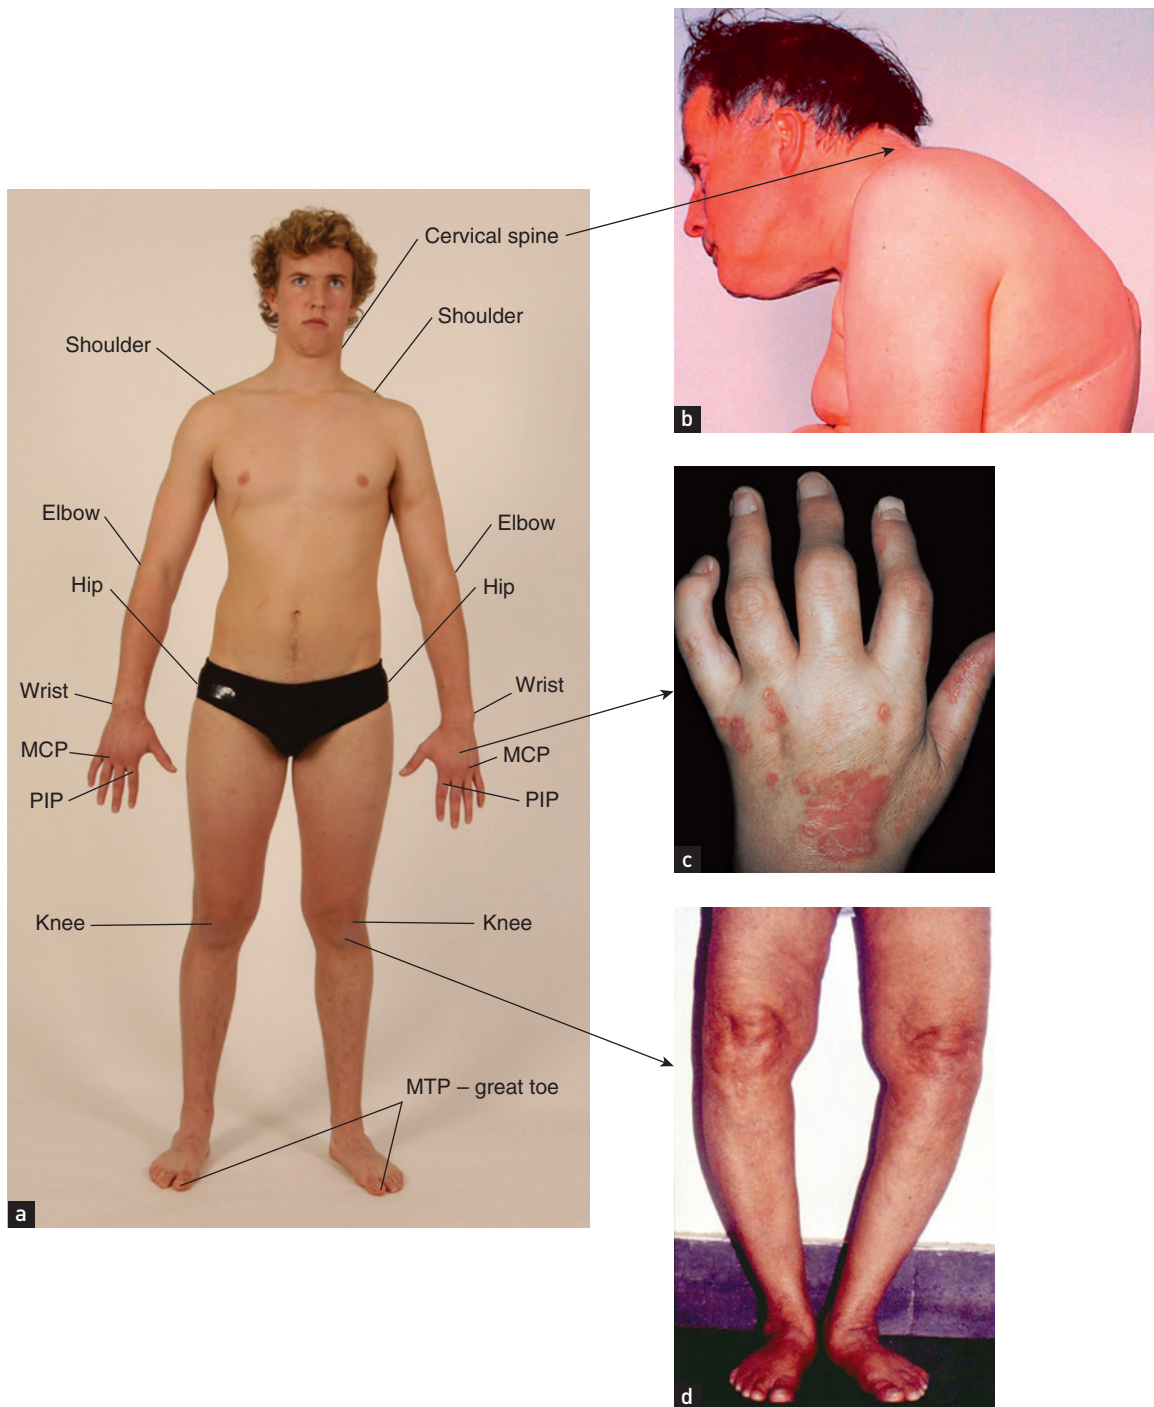 Cervical spine
Shoulder
Shoulder
Elbow
Elbow
Hip
Hip
Wrist
Wrist
MCP
MCP
PIP
PIP
Knee
Knee
MTP – great toe
a
b
c
d